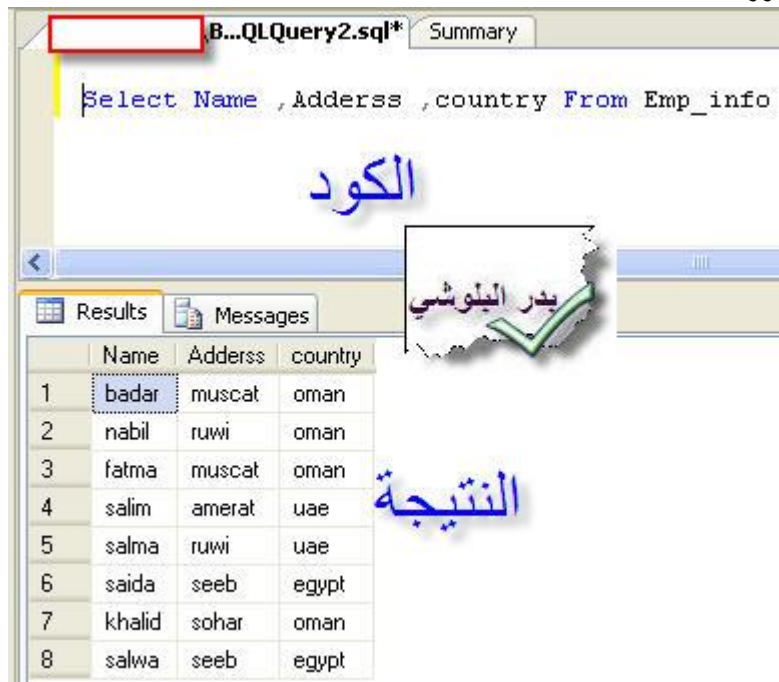 B...QLQuery2.sql* Summary
Select Name ,Adderss ,country From Emp_info
الكود
بدر البلوشي
Results Messages
Name Adderss country
1 badar muscat oman
2 nabil ruwi oman
3 fatma muscat oman
النتيجة
4 salim amerat uae
5 salma ruwi uae
6 saida seeb egypt
7 khalid sohar oman
8 salwa seeb egypt